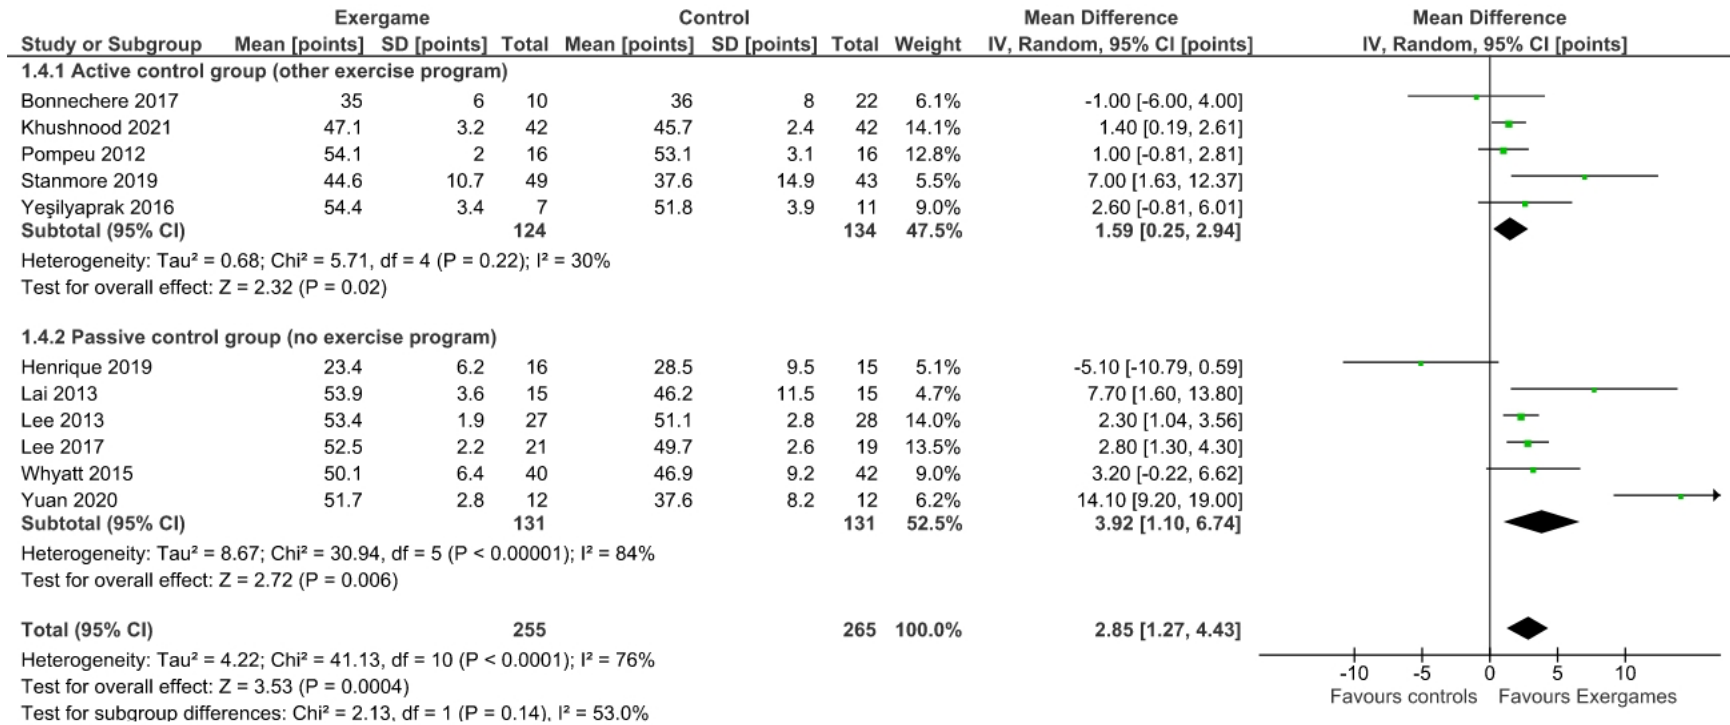 Exergame Control Mean Difference Mean Difference
Study or Subgroup Mean [points] SD [points] Total Mean [points] SD [points] Total Weight IV, Random, 95% CI [points] IV, Random, 95% CI [points]
1.4.1 Active control group (other exercise program)
Bonnechere 2017 35 6 10 36 8 22 6.1% -1.00 [-6.00, 4.00]
Khushnood 2021 47.1 3.2 42 45.7 2.4 42 14.1% 1.40 [0.19, 2.61]
Pompeu 2012 54.1 2 16 53.1 3.1 16 12.8% 1.00 [-0.81, 2.81]
Stanmore 2019 44.6 10.7 49 37.6 14.9 43 5.5% 7.00 [1.63, 12.37]
Yeşilyaprak 2016 54.4 3.4 7 51.8 3.9 11 9.0% 2.60 [-0.81, 6.01]
Subtotal (95% CI) 124 134 47.5% 1.59 [0.25, 2.94]
Heterogeneity: Tau² = 0.68; Chi² = 5.71, df = 4 (P = 0.22); I² = 30%
Test for overall effect: Z = 2.32 (P = 0.02)
1.4.2 Passive control group (no exercise program)
Henrique 2019 23.4 6.2 16 28.5 9.5 15 5.1% -5.10 [-10.79, 0.59]
Lai 2013 53.9 3.6 15 46.2 11.5 15 4.7% 7.70 [1.60, 13.80]
Lee 2013 53.4 1.9 27 51.1 2.8 28 14.0% 2.30 [1.04, 3.56]
Lee 2017 52.5 2.2 21 49.7 2.6 19 13.5% 2.80 [1.30, 4.30]
Whyatt 2015 50.1 6.4 40 46.9 9.2 42 9.0% 3.20 [-0.22, 6.62]
Yuan 2020 51.7 2.8 12 37.6 8.2 12 6.2% 14.10 [9.20, 19.00]
Subtotal (95% CI) 131 131 52.5% 3.92 [1.10, 6.74]
Heterogeneity: Tau² = 8.67; Chi² = 30.94, df = 5 (P < 0.00001); I² = 84%
Test for overall effect: Z = 2.72 (P = 0.006)
Total (95% CI) 255 265 100.0% 2.85 [1.27, 4.43]
Heterogeneity: Tau² = 4.22; Chi² = 41.13, df = 10 (P < 0.0001); I² = 76%
Test for overall effect: Z = 3.53 (P = 0.0004)
Test for subgroup differences: Chi² = 2.13, df = 1 (P = 0.14), I² = 53.0%
-10 -5 0 5 10
Favours controls Favours Exergames